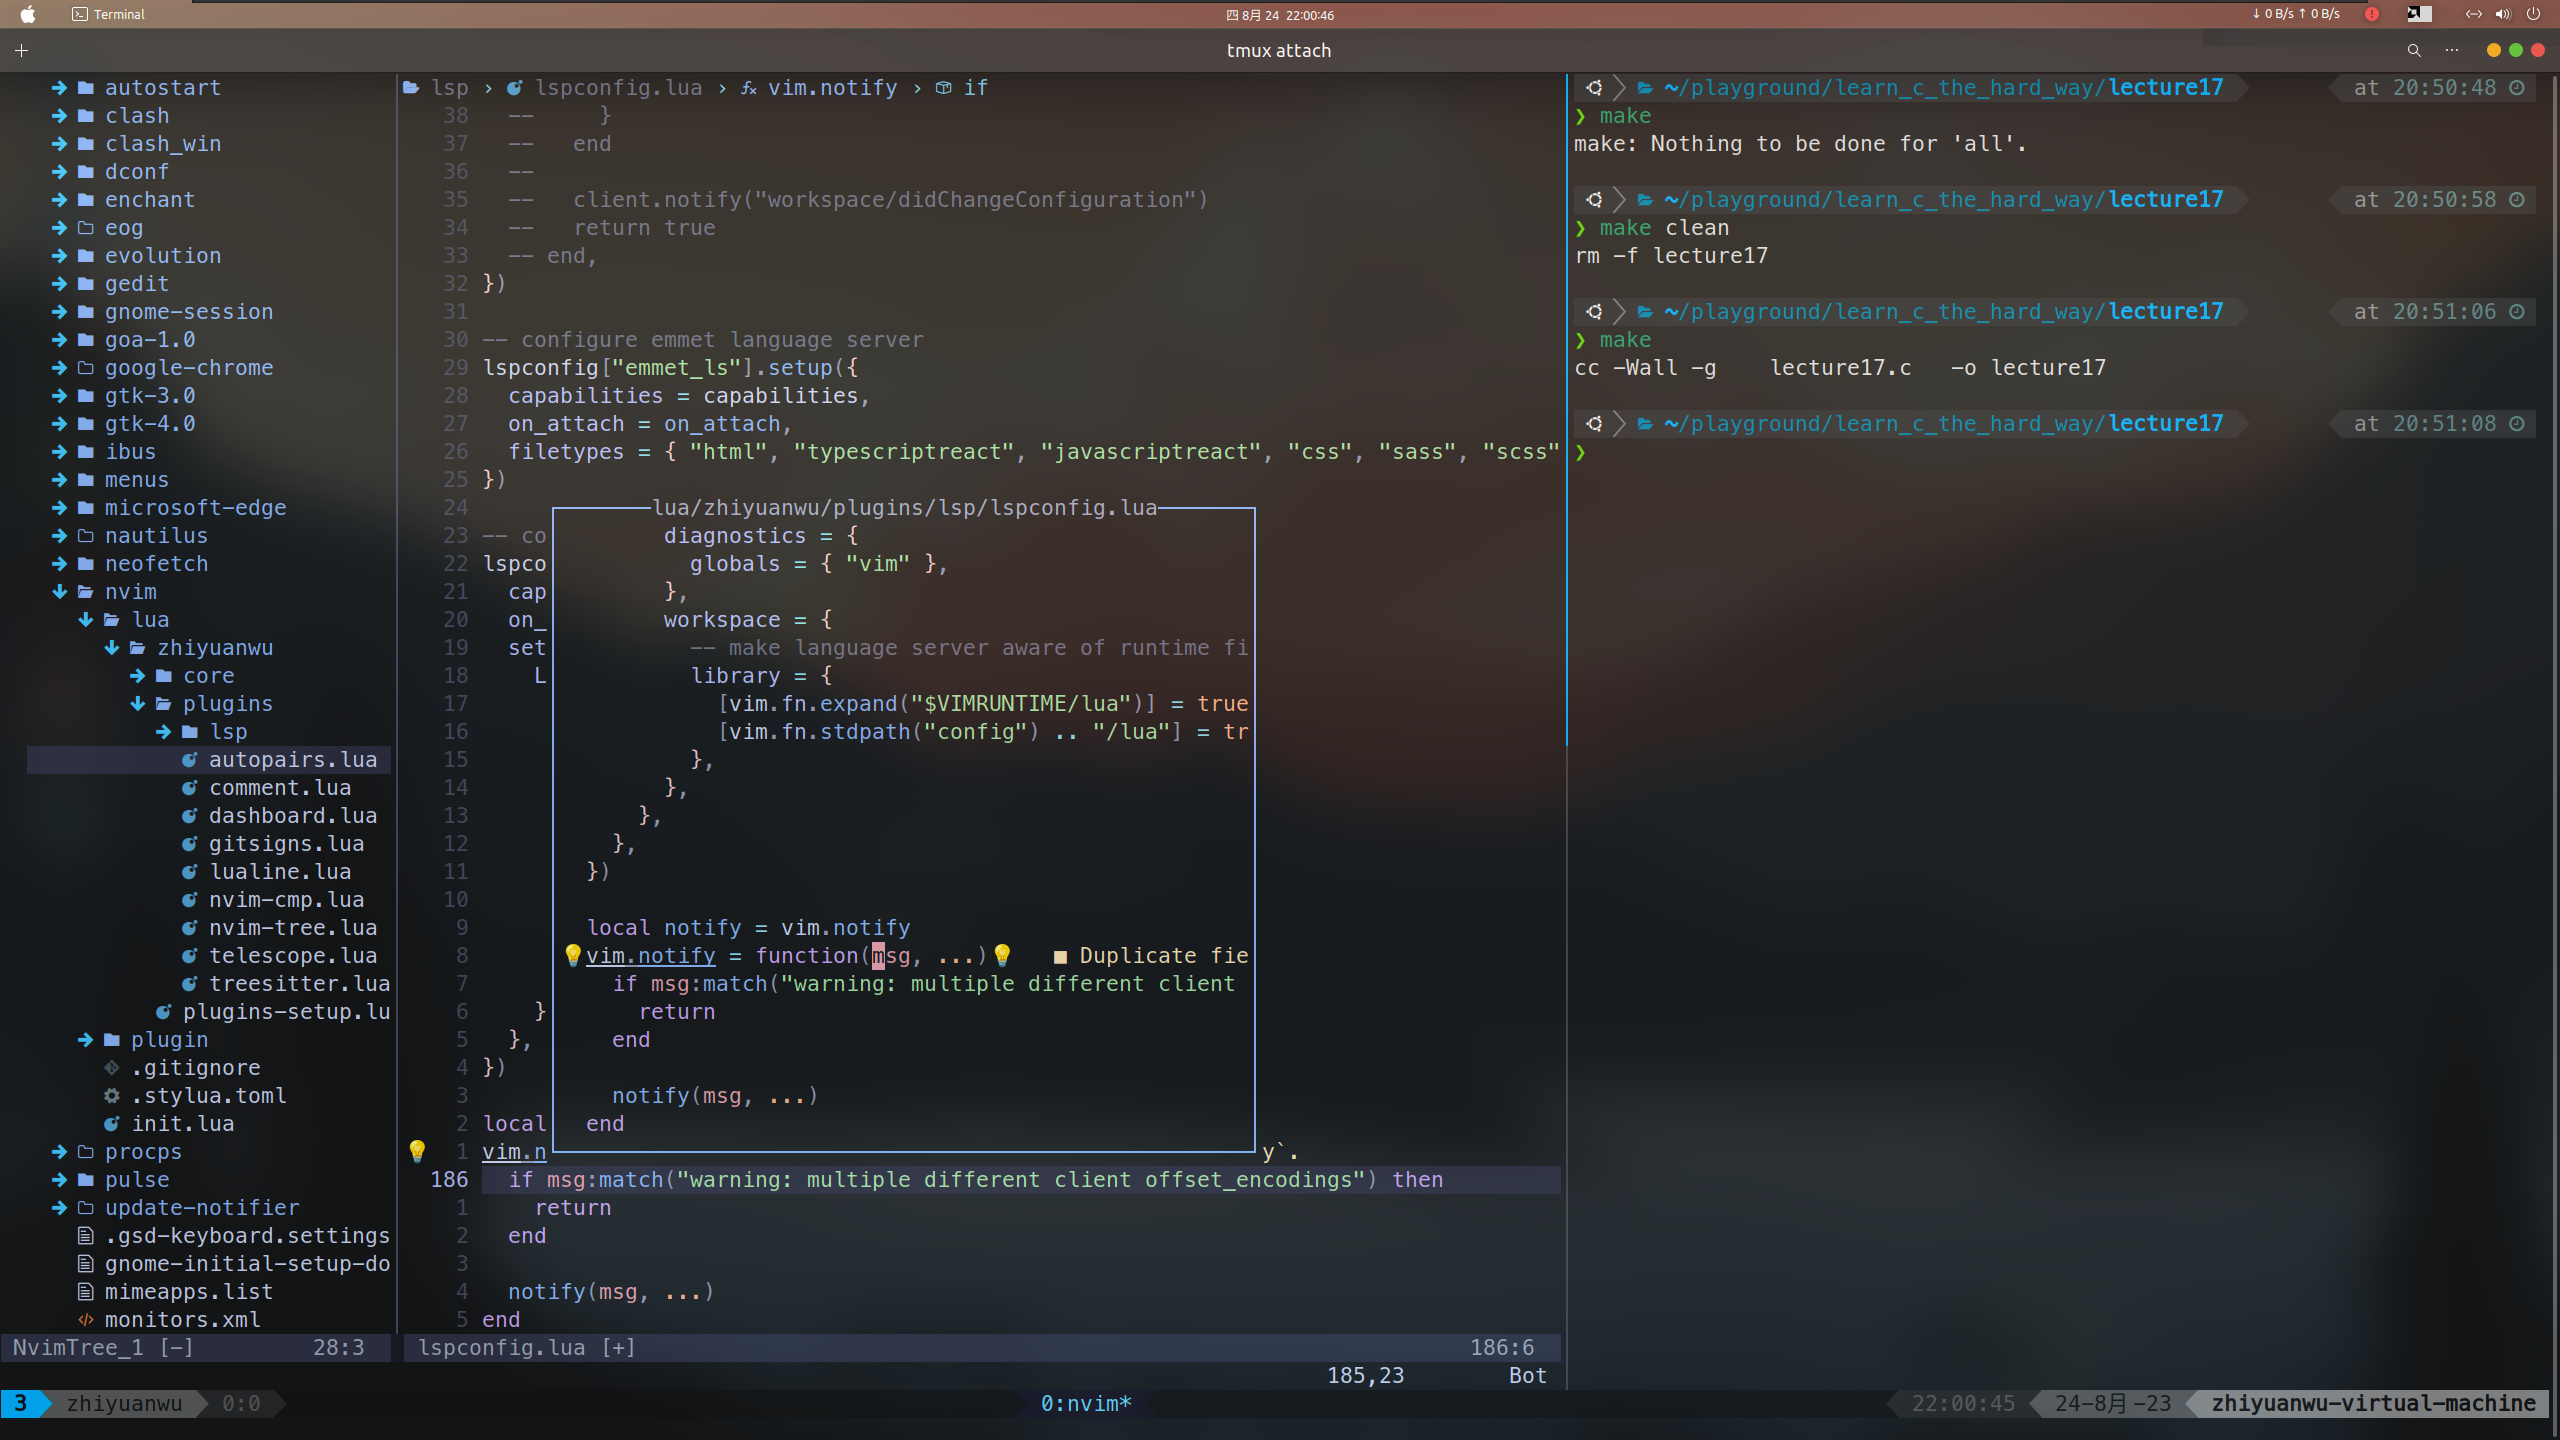 Terminal
四 8月 24 22:00:46
↓ 0 B/s ↑ 0 B/s
tmux attach
autostart
clash
clash_win
dconf
enchant
eog
evolution
gedit
gnome-session
goa-1.0
google-chrome
gtk-3.0
gtk-4.0
ibus
menus
microsoft-edge
nautilus
neofetch
nvim
lua
zhiyuanwu
core
plugins
lsp
autopairs.lua
comment.lua
dashboard.lua
gitsigns.lua
lualine.lua
nvim-cmp.lua
nvim-tree.lua
telescope.lua
treesitter.lua
plugins-setup.lu
plugin
.gitignore
.stylua.toml
init.lua
procps
pulse
update-notifier
.gsd-keyboard.settings
gnome-initial-setup-do
mimeapps.list
monitors.xml
NvimTree_1 [-] 28:3
lsp › lspconfig.lua › vim.notify › if
38 --     }
37 --   end
36 --
35 --   client.notify("workspace/didChangeConfiguration")
34 --   return true
33 -- end,
32 })
31
30 -- configure emmet language server
29 lspconfig["emmet_ls"].setup({
28 capabilities = capabilities,
27 on_attach = on_attach,
26 filetypes = { "html", "typescriptreact", "javascriptreact", "css", "sass", "scss"
25 })
24
23 -- co
22 lspco
21 cap
20 on_
19 set
18 L
17
16
15
14
13
12
11
10
9
8
7
6 }
5 },
4 })
3
2 local
1 vim.n y`.
186 if msg:match("warning: multiple different client offset_encodings") then
1 return
2 end
3
4 notify(msg, ...)
5 end
lua/zhiyuanwu/plugins/lsp/lspconfig.lua
diagnostics = {
globals = { "vim" },
},
workspace = {
-- make language server aware of runtime fi
library = {
[vim.fn.expand("$VIMRUNTIME/lua")] = true
[vim.fn.stdpath("config") .. "/lua"] = tr
},
},
},
},
})
local notify = vim.notify
vim.notify = function(msg, ...) ■ Duplicate fie
if msg:match("warning: multiple different client
return
end
notify(msg, ...)
end
lspconfig.lua [+] 186:6
185,23 Bot
~/playground/learn_c_the_hard_way/lecture17 at 20:50:48
❯ make
make: Nothing to be done for 'all'.
~/playground/learn_c_the_hard_way/lecture17 at 20:50:58
❯ make clean
rm -f lecture17
~/playground/learn_c_the_hard_way/lecture17 at 20:51:06
❯ make
cc -Wall -g    lecture17.c   -o lecture17
~/playground/learn_c_the_hard_way/lecture17 at 20:51:08
❯
3 zhiyuanwu 0:0 0:nvim* 22:00:45 24-8月-23 zhiyuanwu-virtual-machine